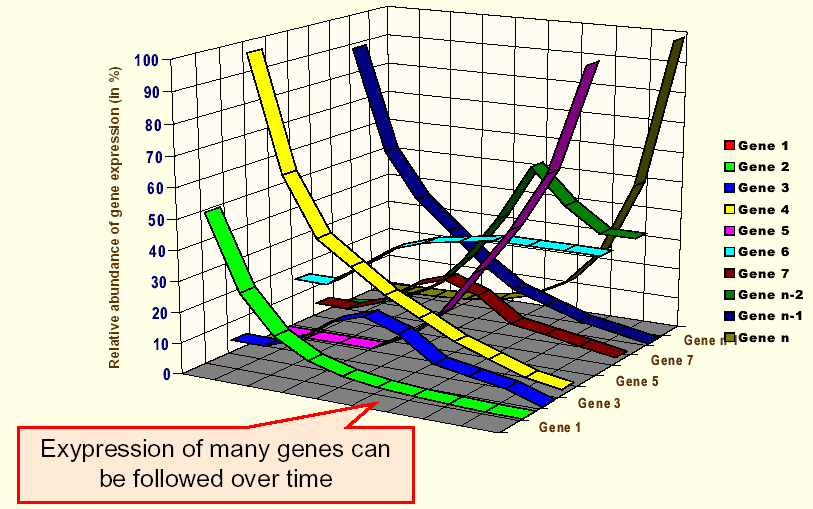 Relative abundance of gene expression (in %)
100
90
80
70
60
50
40
30
20
10
0
Gene 1
Gene 3
Gene 5
Gene 7
Gene n
Gene 1
Gene 2
Gene 3
Gene 4
Gene 5
Gene 6
Gene 7
Gene n-2
Gene n-1
Gene n
Exypression of many genes can
be followed over time